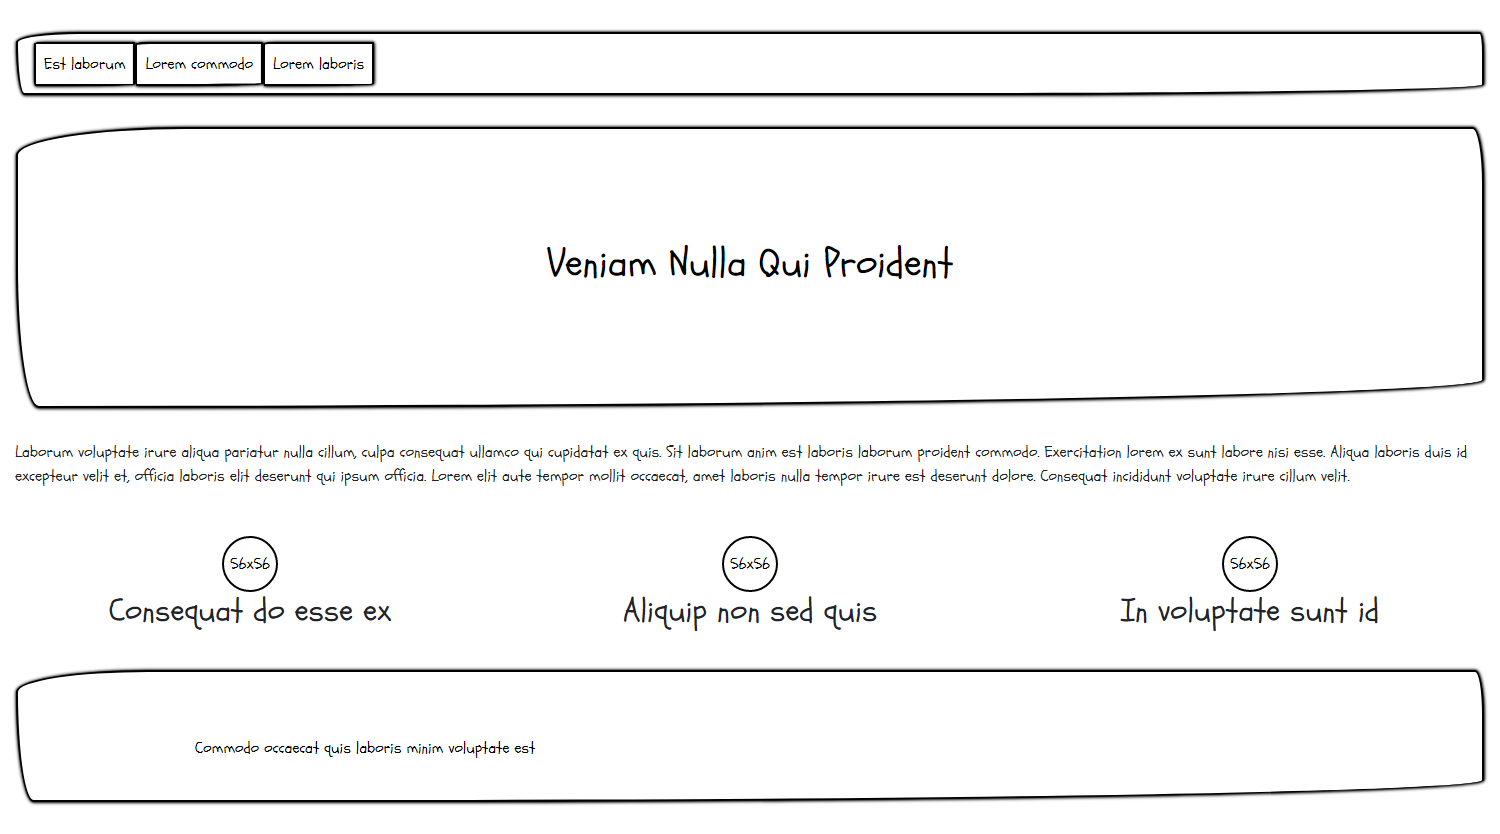 Est laborum Lorem commodo Lorem laboris
Veniam Nulla Qui Proident
Laborum voluptate irure aliqua pariatur nulla cillum, culpa consequat ullamco qui cupidatat ex quis. Sit laborum anim est laboris laborum proident commodo. Exercitation lorem ex sunt labore nisi esse. Aliqua laboris duis id
excepteur velit et, officia laboris elit deserunt qui ipsum officia. Lorem elit aute tempor mollit occaecat, amet laboris nulla tempor irure est deserunt dolore. Consequat incididunt voluptate irure cillum velit.
56x56 56x56 56x56
Consequat do esse ex Aliquip non sed quis In voluptate sunt id
Commodo occaecat quis laboris minim voluptate est